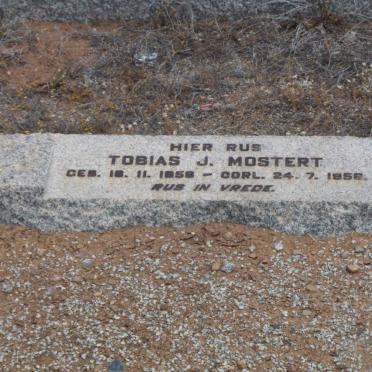 HIER RUS
TOBIAS J. MOSTERT
GEB. 18. 11. 1858 - OORL. 24. 7. 1952.
RUS IN VREDE.